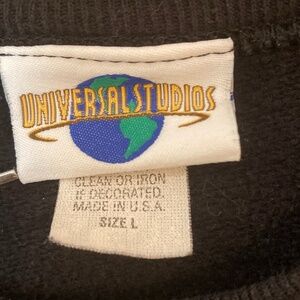 UNIVERSAL STUDIOS
CLEAN OR IRON
IF DECORATED.
MADE IN U.S.A.
SIZE L